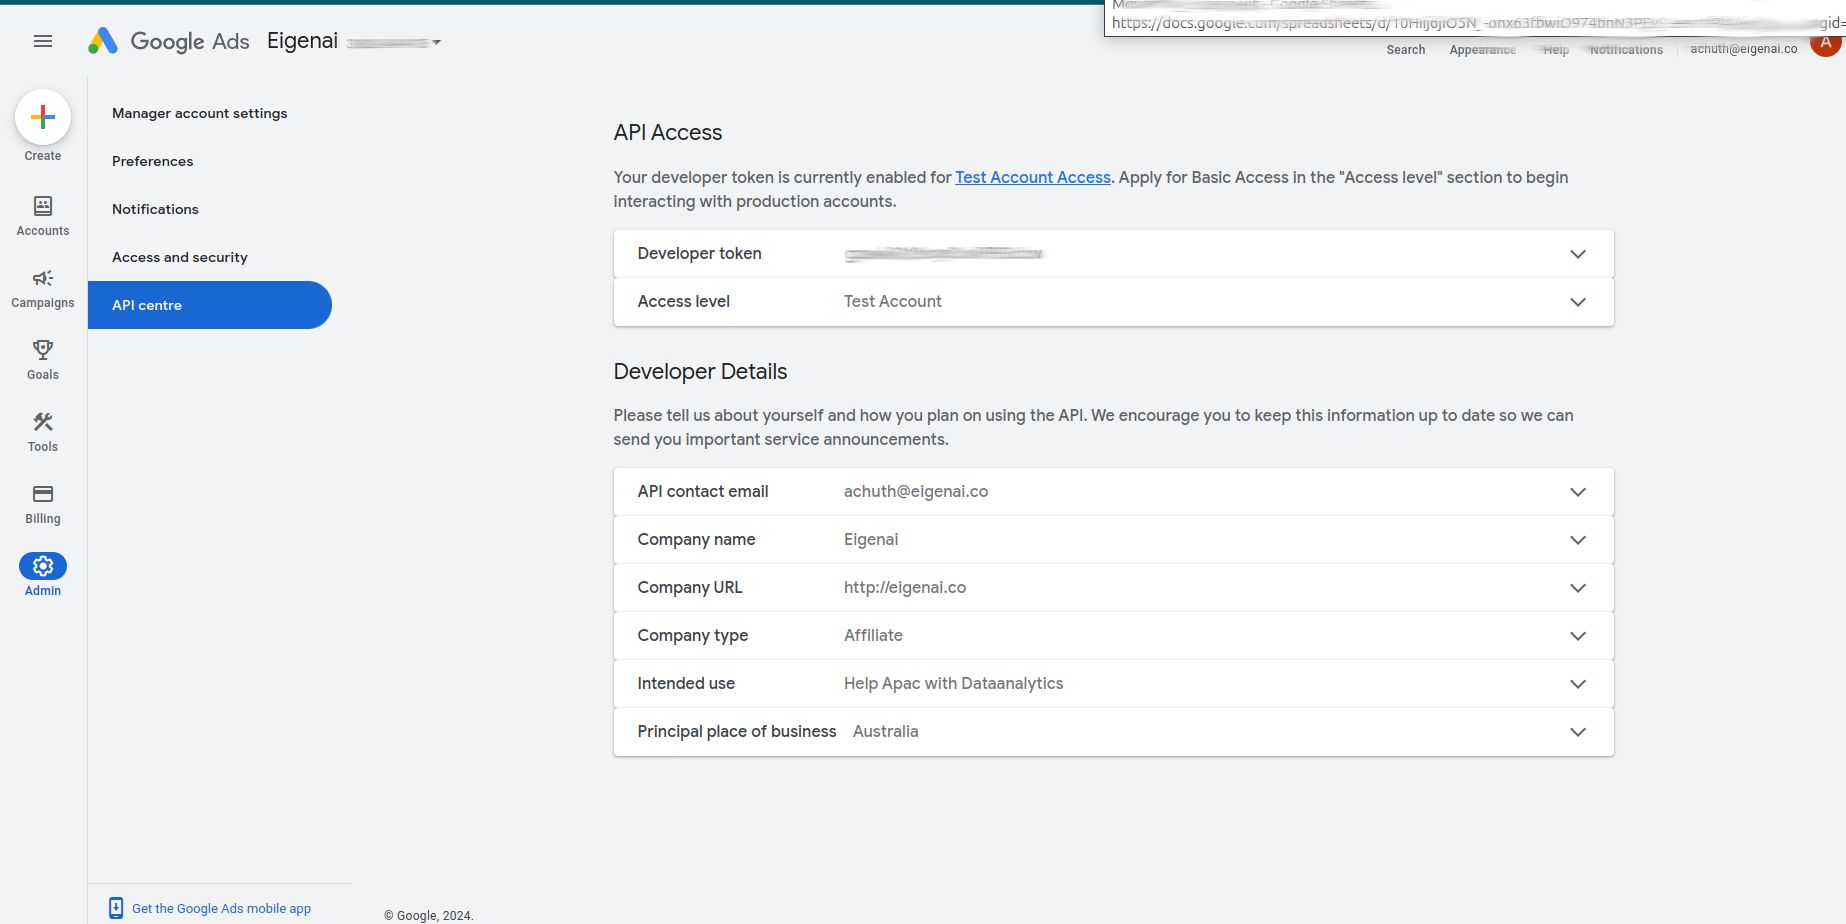 Google Ads Eigenai
https://docs.google.com/spreadsheets/d/
gid=
Search Appearance Help Notifications achuth@eigenai.co A
Create
Accounts
Campaigns
Goals
Tools
Billing
Admin
Manager account settings
Preferences
Notifications
Access and security
API centre
Get the Google Ads mobile app
API Access
Your developer token is currently enabled for Test Account Access. Apply for Basic Access in the "Access level" section to begin
interacting with production accounts.
Developer token
Access level Test Account
Developer Details
Please tell us about yourself and how you plan on using the API. We encourage you to keep this information up to date so we can
send you important service announcements.
API contact email achuth@eigenai.co
Company name Eigenai
Company URL http://eigenai.co
Company type Affiliate
Intended use Help Apac with Dataanalytics
Principal place of business Australia
© Google, 2024.